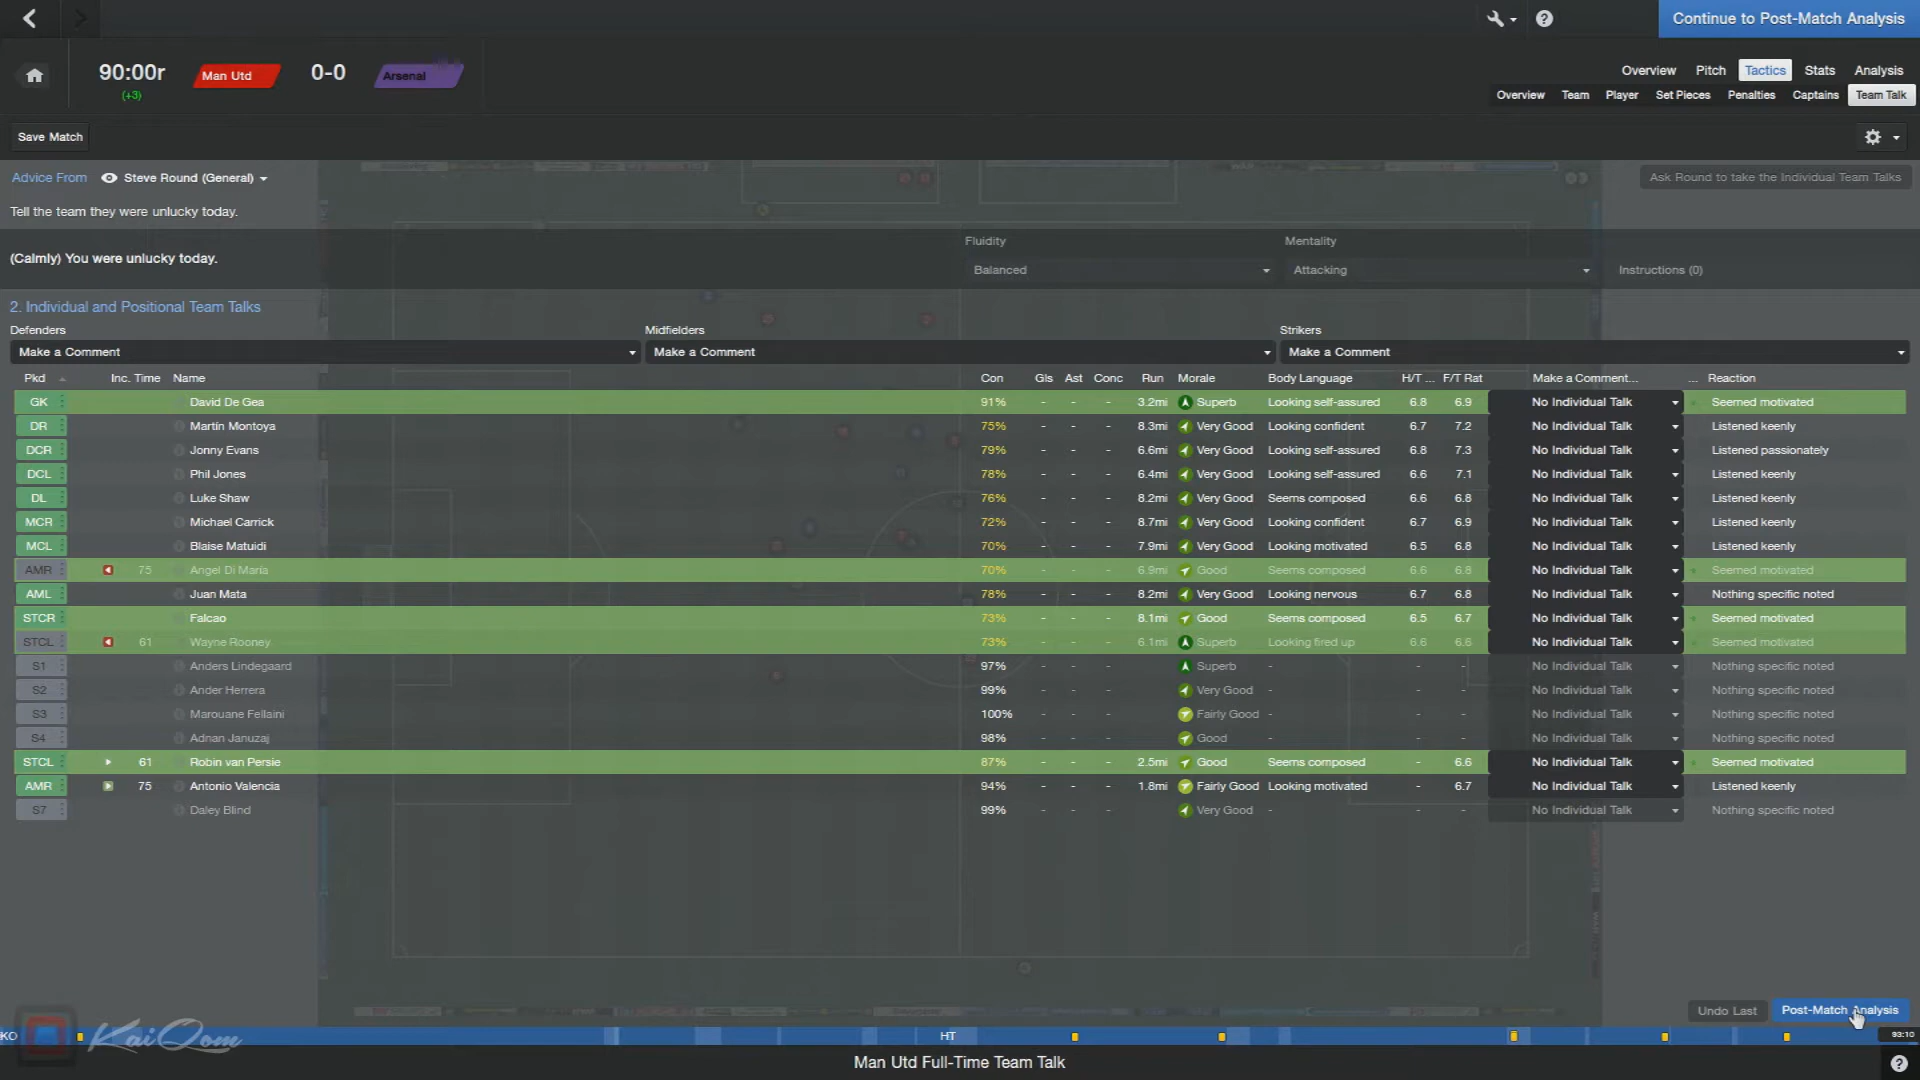 Continue to Post-Match Analysis
90:00r Man Utd 0-0 Arsenal
(+3)
Overview Pitch Tactics Stats Analysis
Overview Team Player Set Pieces Penalties Captains Team Talk
Save Match
Advice From Steve Round (General) Ask Round to take the Individual Team Talks
Tell the team they were unlucky today.
Fluidity Mentality
(Calmly) You were unlucky today.
Balanced Attacking Instructions (0)
2. Individual and Positional Team Talks
Defenders Midfielders Strikers
Make a Comment Make a Comment Make a Comment
Pkd Inc. Time Name Con Gls Ast Conc Run Morale Body Language H/T ... F/T Rat Make a Comment... ... Reaction
GK David De Gea 91% - - - 3.2mi Superb Looking self-assured 6.8 6.9 No Individual Talk Seemed motivated
DR Martín Montoya 75% - - - 8.3mi Very Good Looking confident 6.7 7.2 No Individual Talk Listened keenly
DCR Jonny Evans 79% - - - 6.6mi Very Good Looking self-assured 6.8 7.3 No Individual Talk Listened passionately
DCL Phil Jones 78% - - - 6.4mi Very Good Looking self-assured 6.6 7.1 No Individual Talk Listened keenly
DL Luke Shaw 76% - - - 8.2mi Very Good Seems composed 6.6 6.8 No Individual Talk Listened keenly
MCR Michael Carrick 72% - - - 8.7mi Very Good Looking confident 6.7 6.9 No Individual Talk Listened keenly
MCL Blaise Matuidi 70% - - - 7.9mi Very Good Looking motivated 6.5 6.8 No Individual Talk Listened keenly
AMR 75 Ángel Di María 70% - - - 6.9mi Good Seems composed 6.6 6.8 No Individual Talk Seemed motivated
AML Juan Mata 78% - - - 8.2mi Very Good Looking nervous 6.7 6.8 No Individual Talk Nothing specific noted
STCR Falcao 73% - - - 8.1mi Good Seems composed 6.5 6.7 No Individual Talk Seemed motivated
STCL 61 Wayne Rooney 73% - - - 6.1mi Superb Looking fired up 6.6 6.6 No Individual Talk Seemed motivated
S1 Anders Lindegaard 97% - - - Superb - - - No Individual Talk Nothing specific noted
S2 Ander Herrera 99% - - - Very Good - - - No Individual Talk Nothing specific noted
S3 Marouane Fellaini 100% - - - Fairly Good - - - No Individual Talk Nothing specific noted
S4 Adnan Januzaj 98% - - - Good - - - No Individual Talk Nothing specific noted
STCL 61 Robin van Persie 87% - - - 2.5mi Good Seems composed - 6.6 No Individual Talk Seemed motivated
AMR 75 Antonio Valencia 94% - - - 1.8mi Fairly Good Looking motivated - 6.7 No Individual Talk Listened keenly
S7 Daley Blind 99% - - - Very Good - - - No Individual Talk Nothing specific noted
Undo Last Post-Match Analysis
KO KaiQom HT 93:10
Man Utd Full-Time Team Talk